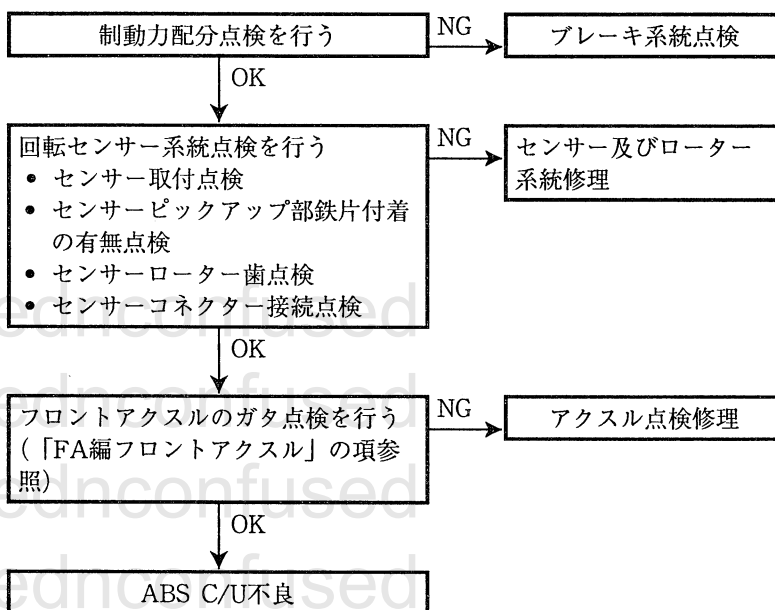 制動力配分点検を行う
NG
ブレーキ系統点検
OK
回転センサー系統点検を行う
• センサー取付点検
• センサーピックアップ部鉄片付着
の有無点検
• センサーローター歯点検
• センサーコネクター接続点検
NG
センサー及びローター
系統修理
OK
フロントアクスルのガタ点検を行う
(「FA編フロントアクスル」の項参
照)
NG
アクスル点検修理
OK
ABS C/U不良
ednconfused
ednconfused
ednconfused
ednconfused